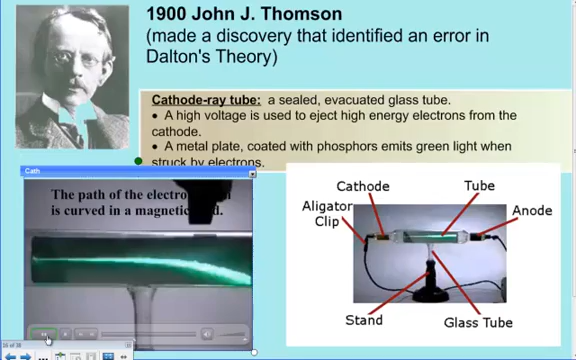 1900 John J. Thomson
(made a discovery that identified an error in
Dalton's Theory)
Cathode-ray tube: a sealed, evacuated glass tube.
• A high voltage is used to eject high energy electrons from the
cathode.
• A metal plate, coated with phosphors emits green light when
struck by electrons.
Cath
The path of the electro
is curved in a magnetic d.
Cathode
Tube
Aligator
Clip
Anode
Stand
Glass Tube